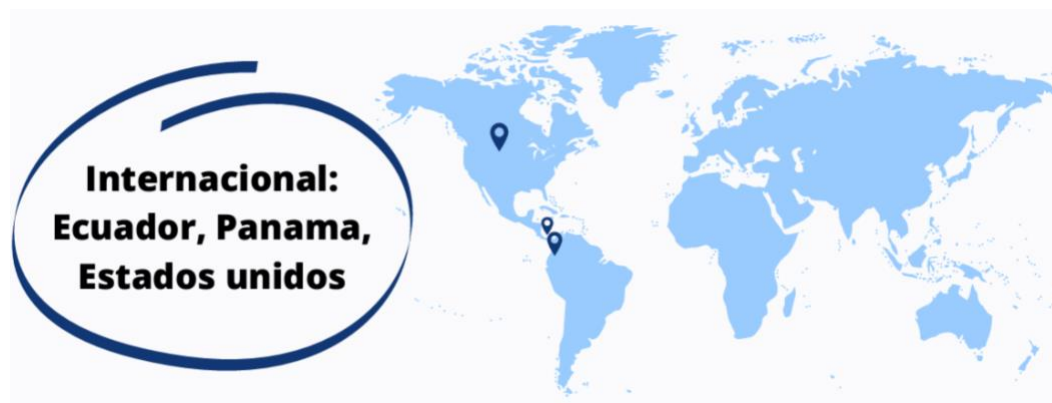 Internacional:
Ecuador, Panama,
Estados unidos